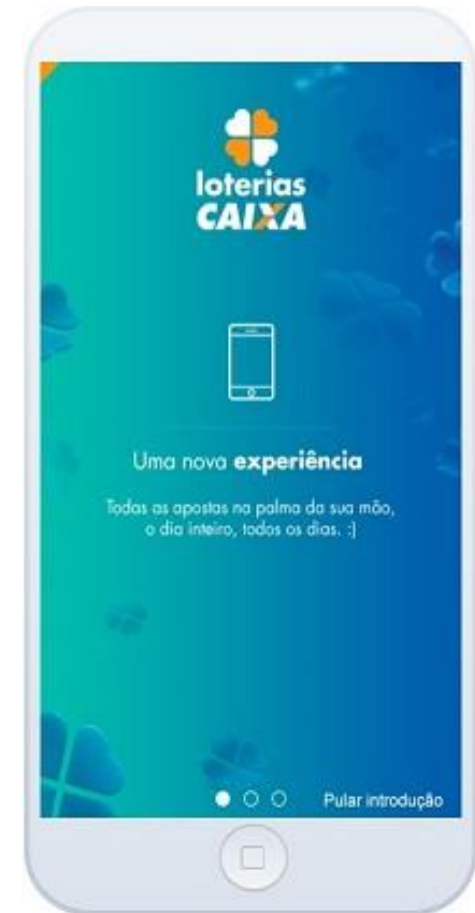 loterias
CAIXA
Uma nova experiência
Todas as apostas na palma da sua mão,
o dia inteiro, todos os dias. :]
Pular introdução